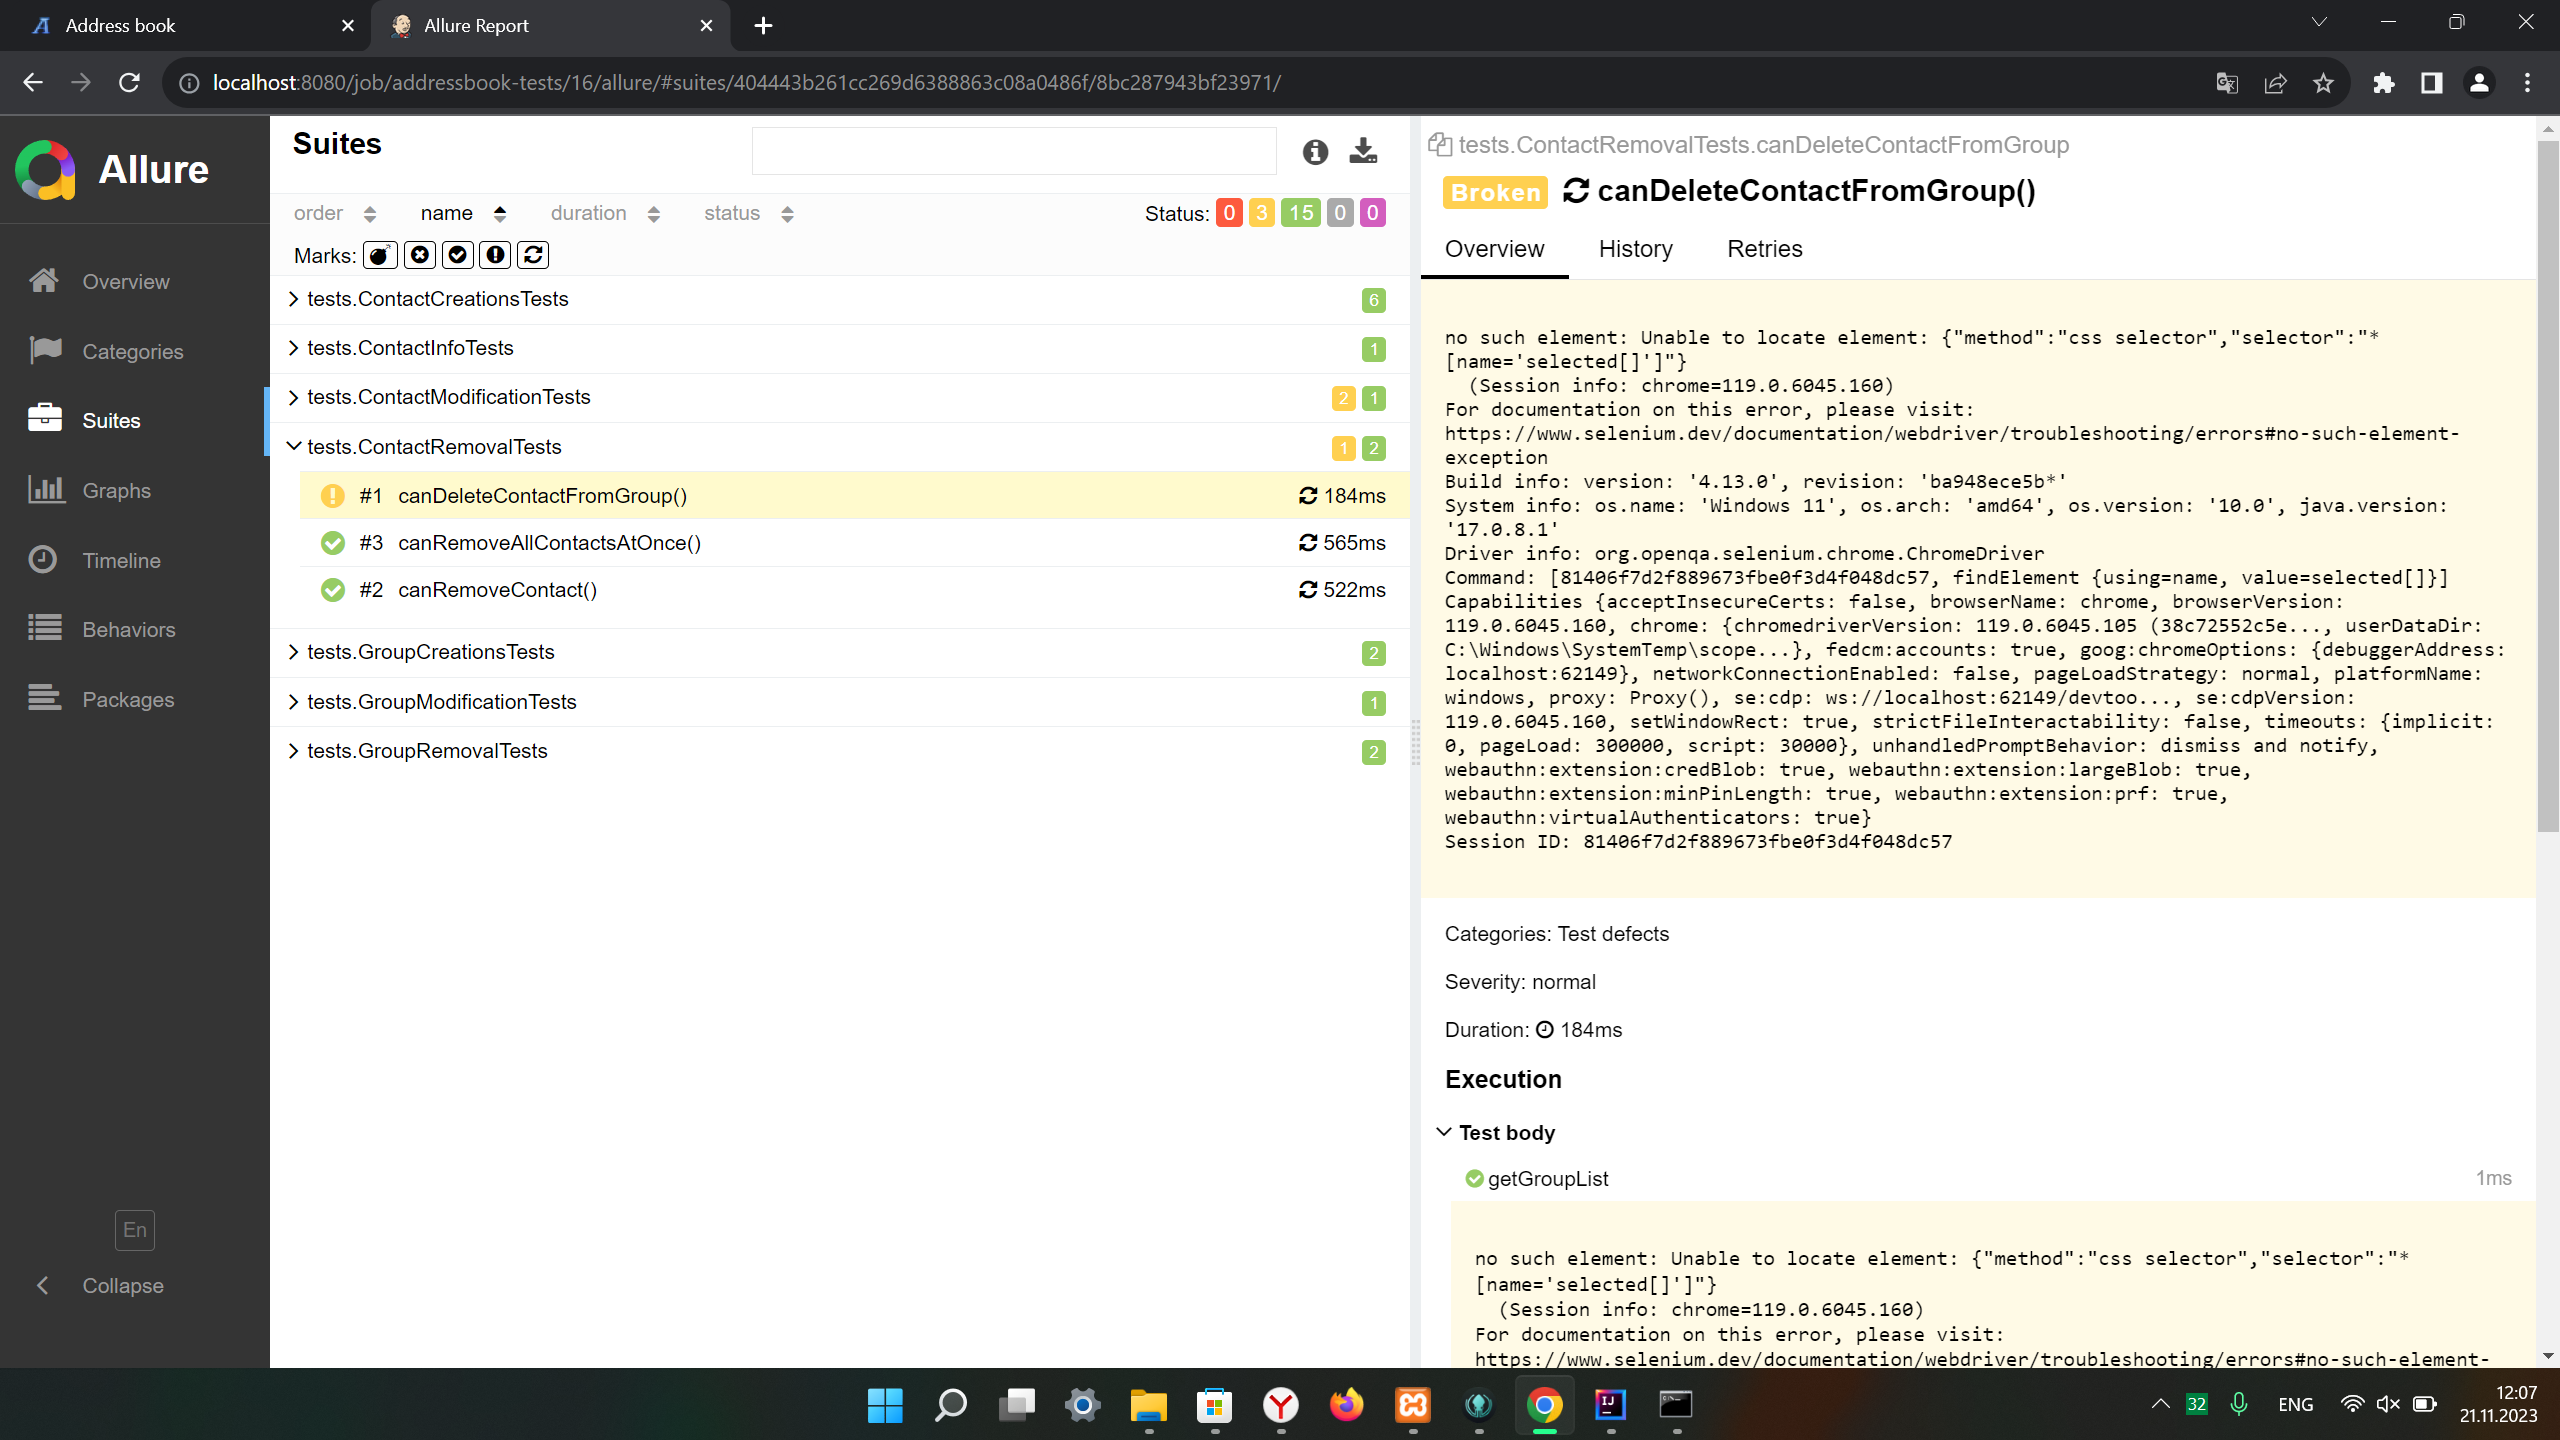 Address book
Allure Report
localhost:8080/job/addressbook-tests/16/allure/#suites/404443b261cc269d6388863c08a0486f/8bc287943bf23971/
Allure
Overview
Categories
Suites
Graphs
Timeline
Behaviors
Packages
En
Collapse
Suites
order name duration status
Status: 0 3 15 0 0
Marks:
tests.ContactCreationsTests 6
tests.ContactInfoTests 1
tests.ContactModificationTests 2 1
tests.ContactRemovalTests 1 2
#1 canDeleteContactFromGroup() 184ms
#3 canRemoveAllContactsAtOnce() 565ms
#2 canRemoveContact() 522ms
tests.GroupCreationsTests 2
tests.GroupModificationTests 1
tests.GroupRemovalTests 2
tests.ContactRemovalTests.canDeleteContactFromGroup
Broken canDeleteContactFromGroup()
Overview History Retries
no such element: Unable to locate element: {"method":"css selector","selector":"*
[name='selected[]']"}
(Session info: chrome=119.0.6045.160)
For documentation on this error, please visit:
https://www.selenium.dev/documentation/webdriver/troubleshooting/errors#no-such-element-
exception
Build info: version: '4.13.0', revision: 'ba948ece5b*'
System info: os.name: 'Windows 11', os.arch: 'amd64', os.version: '10.0', java.version:
'17.0.8.1'
Driver info: org.openqa.selenium.chrome.ChromeDriver
Command: [81406f7d2f889673fbe0f3d4f048dc57, findElement {using=name, value=selected[]}]
Capabilities {acceptInsecureCerts: false, browserName: chrome, browserVersion:
119.0.6045.160, chrome: {chromedriverVersion: 119.0.6045.105 (38c72552c5e..., userDataDir:
C:\Windows\SystemTemp\scope...}, fedcm:accounts: true, goog:chromeOptions: {debuggerAddress:
localhost:62149}, networkConnectionEnabled: false, pageLoadStrategy: normal, platformName:
windows, proxy: Proxy(), se:cdp: ws://localhost:62149/devtoo..., se:cdpVersion:
119.0.6045.160, setWindowRect: true, strictFileInteractability: false, timeouts: {implicit:
0, pageLoad: 300000, script: 30000}, unhandledPromptBehavior: dismiss and notify,
webauthn:extension:credBlob: true, webauthn:extension:largeBlob: true,
webauthn:extension:minPinLength: true, webauthn:extension:prf: true,
webauthn:virtualAuthenticators: true}
Session ID: 81406f7d2f889673fbe0f3d4f048dc57
Categories: Test defects
Severity: normal
Duration: 184ms
Execution
Test body
getGroupList 1ms
no such element: Unable to locate element: {"method":"css selector","selector":"*
[name='selected[]']"}
(Session info: chrome=119.0.6045.160)
For documentation on this error, please visit:
https://www.selenium.dev/documentation/webdriver/troubleshooting/errors#no-such-element-
32 ENG 12:07
21.11.2023